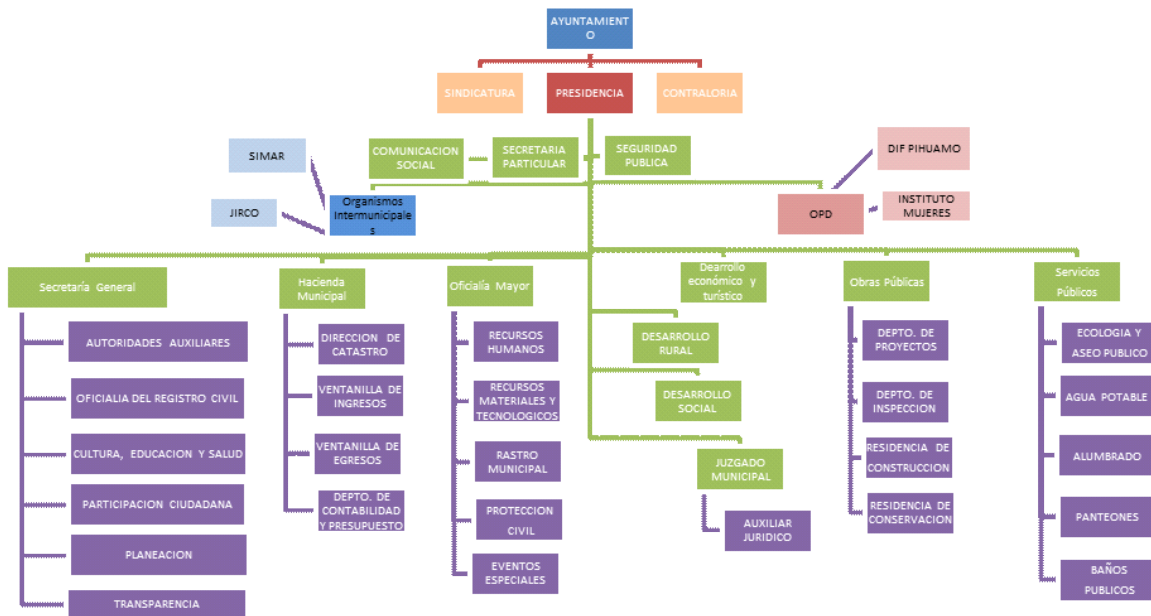 AYUNTAMIENT
O
SINDICATURA
PRESIDENCIA
CONTRALORIA
COMUNICACION
SOCIAL
SECRETARIA
PARTICULAR
SEGURIDAD
PUBLICA
SIMAR
JIRCO
Organismos
Intermunicipale
s
DIF PIHUAMO
OPD
INSTITUTO
MUJERES
Secretaría General
Hacienda
Municipal
Oficialía Mayor
Dearrollo
económico y
turístico
Obras Públicas
Servicios
Públicos
AUTORIDADES AUXILIARES
OFICIALIA DEL REGISTRO CIVIL
CULTURA, EDUCACION Y SALUD
PARTICIPACION CIUDADANA
PLANEACION
TRANSPARENCIA
DIRECCION DE
CATASTRO
VENTANILLA DE
INGRESOS
VENTANILLA DE
EGRESOS
DEPTO. DE
CONTABILIDAD
Y PRESUPUESTO
RECURSOS
HUMANOS
RECURSOS
MATERIALES Y
TECNOLOGICOS
RASTRO
MUNICIPAL
PROTECCION
CIVIL
EVENTOS
ESPECIALES
DESARROLLO
RURAL
DESARROLLO
SOCIAL
JUZGADO
MUNICIPAL
AUXILIAR
JURIDICO
DEPTO. DE
PROYECTOS
DEPTO. DE
INSPECCION
RESIDENCIA DE
CONSTRUCCION
RESIDENCIA DE
CONSERVACION
ECOLOGIA Y
ASEO PUBLICO
AGUA POTABLE
ALUMBRADO
PANTEONES
BAÑOS
PUBLICOS